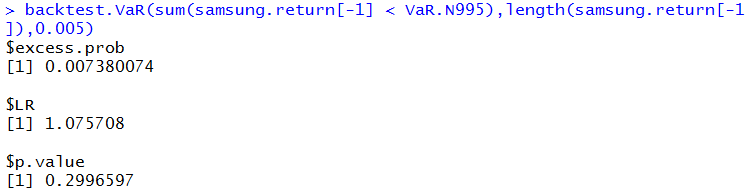 > backtest.VaR(sum(samsung.return[-1] < VaR.N995),length(samsung.return[-1
]),0.005)
$excess.prob
[1] 0.007380074
$LR
[1] 1.075708
$p.value
[1] 0.2996597